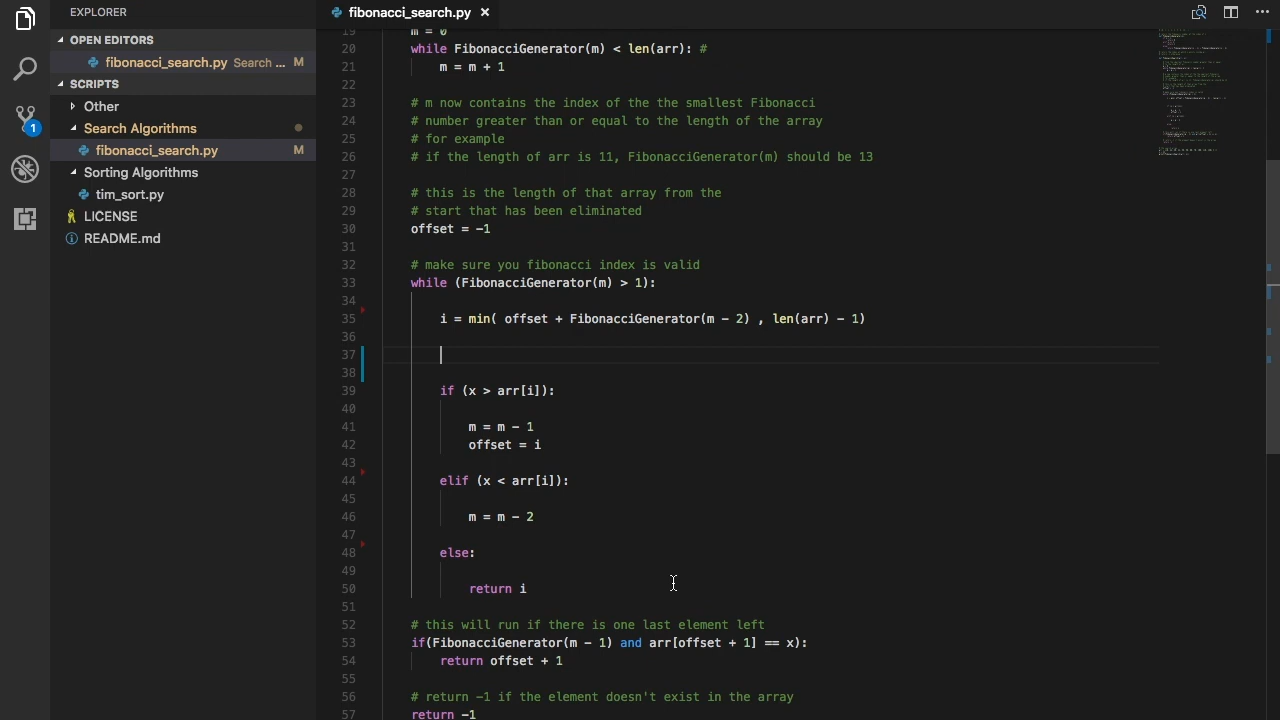 EXPLORER
OPEN EDITORS
fibonacci_search.py Search ... M
SCRIPTS
Other
Search Algorithms
fibonacci_search.py M
Sorting Algorithms
tim_sort.py
LICENSE
README.md
1
fibonacci_search.py
19 m = 0
20 while FibonacciGenerator(m) < len(arr): #
21 m = m + 1
22
23 # m now contains the index of the the smallest Fibonacci
24 # number greater than or equal to the length of the array
25 # for example
26 # if the length of arr is 11, FibonacciGenerator(m) should be 13
27
28 # this is the length of that array from the
29 # start that has been eliminated
30 offset = -1
31
32 # make sure you fibonacci index is valid
33 while (FibonacciGenerator(m) > 1):
34
35 i = min( offset + FibonacciGenerator(m - 2) , len(arr) - 1)
36
37
38
39 if (x > arr[i]):
40
41 m = m - 1
42 offset = i
43
44 elif (x < arr[i]):
45
46 m = m - 2
47
48 else:
49
50 return i
51
52 # this will run if there is one last element left
53 if(FibonacciGenerator(m - 1) and arr[offset + 1] == x):
54 return offset + 1
55
56 # return -1 if the element doesn't exist in the array
57 return -1